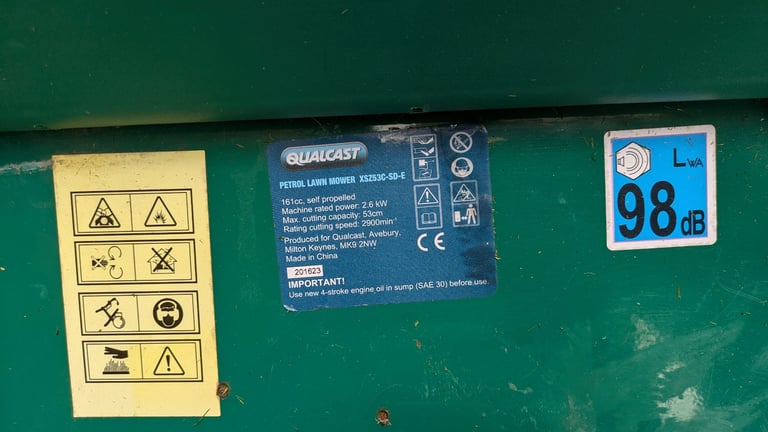 QUALCAST
PETROL LAWN MOWER XSZ53C-SD-E
161cc, self propelled
Machine rated power: 2.6 kW
Max. cutting capacity: 53cm
Rating cutting speed: 2900min⁻¹
Produced for Qualcast, Avebury,
Milton Keynes, MK9 2NW
Made in China
201623
IMPORTANT!
Use new 4-stroke engine oil in sump (SAE 30) before use.
CE
LWA
98dB